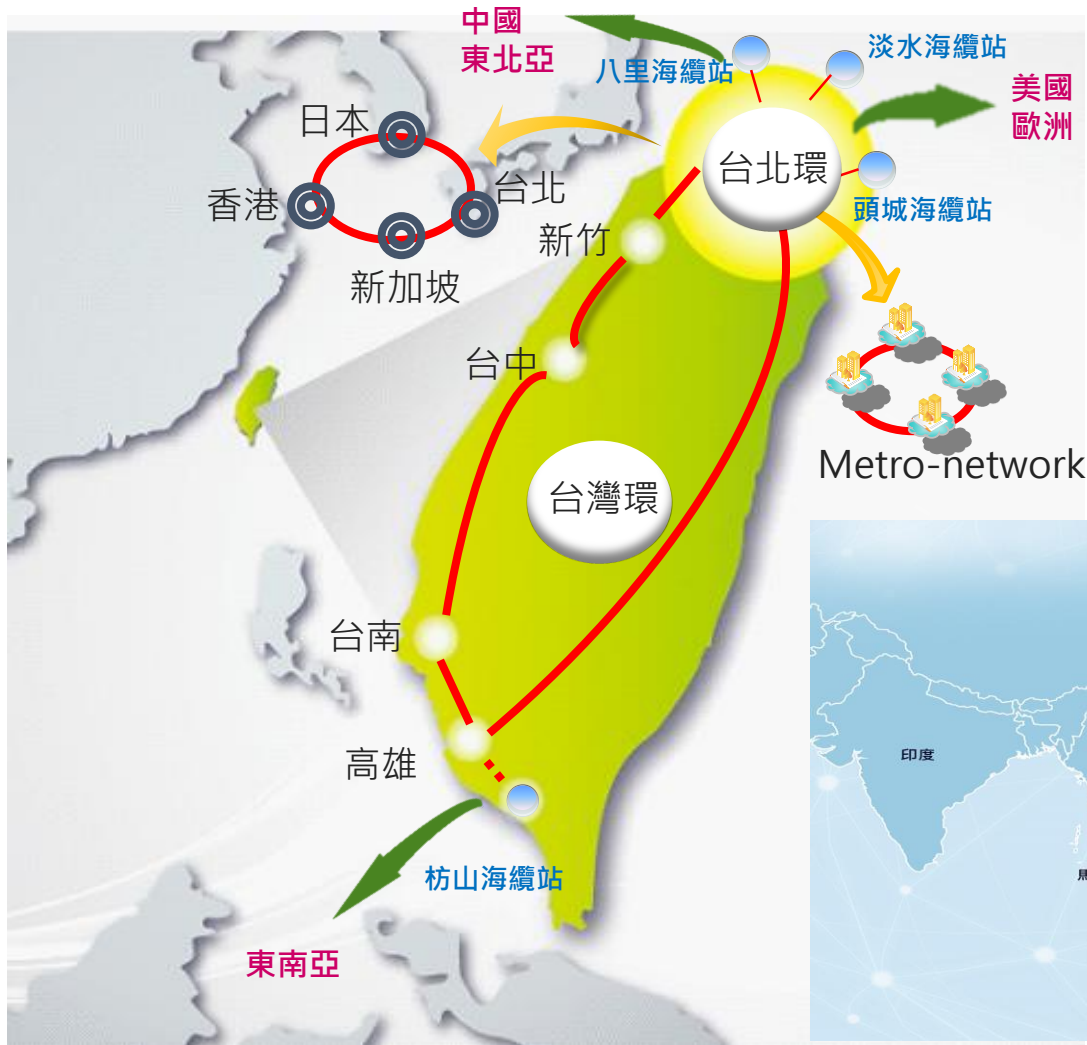 中國
東北亞
淡水海纜站
八里海纜站
美國
歐洲
日本
台北環
香港
台北
頭城海纜站
新竹
新加坡
台中
Metro-network
台灣環
台南
印度
高雄
枋山海纜站
東南亞